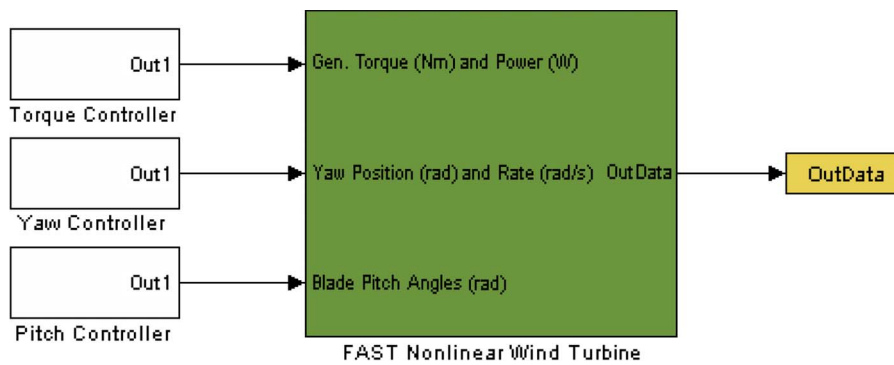 Out1
Gen. Torque (Nm) and Power (W)
Torque Controller
Out1
Yaw Position (rad) and Rate (rad/s) OutData
OutData
Yaw Controller
Out1
Blade Pitch Angles (rad)
Pitch Controller
FAST Nonlinear Wind Turbine